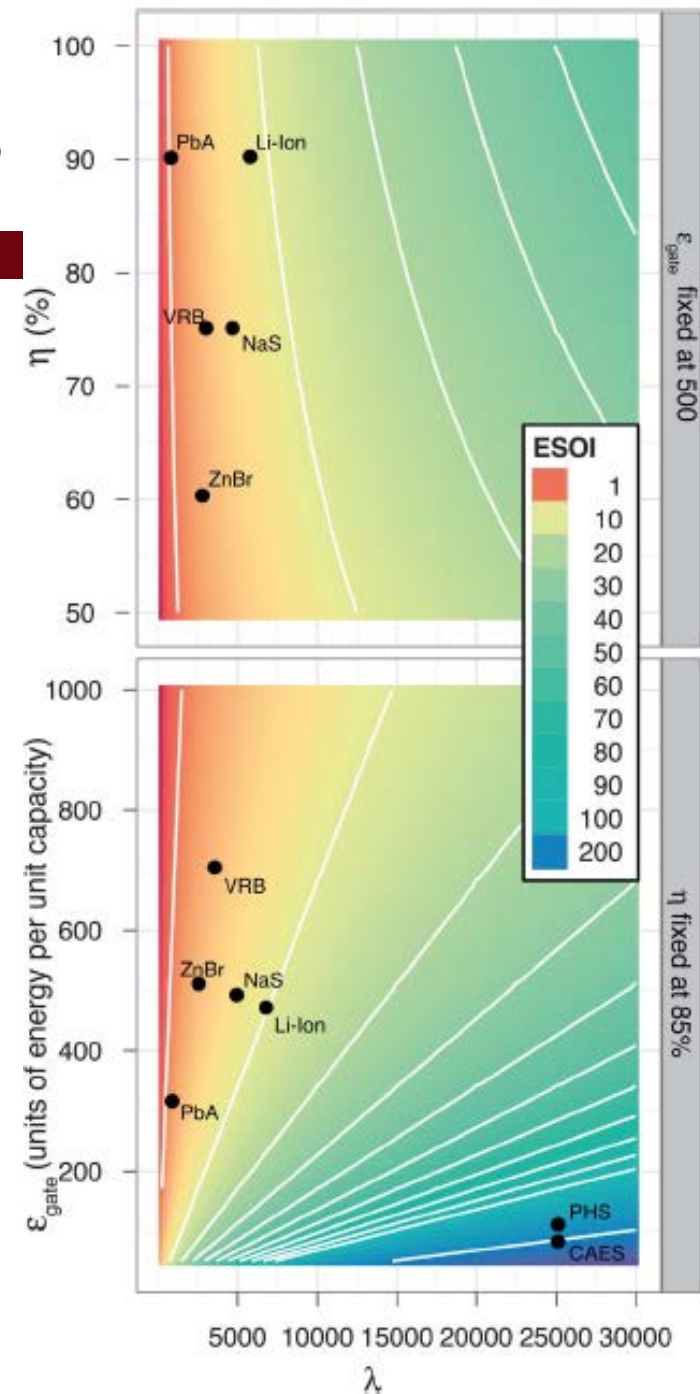 100
90
80
70
60
50
η (%)
PbA
Li-Ion
VRB
NaS
ZnBr
εgate fixed at 500
ESOI
1
10
20
30
40
50
60
70
80
90
100
200
1000
800
600
400
200
εgate (units of energy per unit capacity)
VRB
ZnBr
NaS
Li-Ion
PbA
PHS
CAES
η fixed at 85%
5000 10000 15000 20000 25000 30000
λ